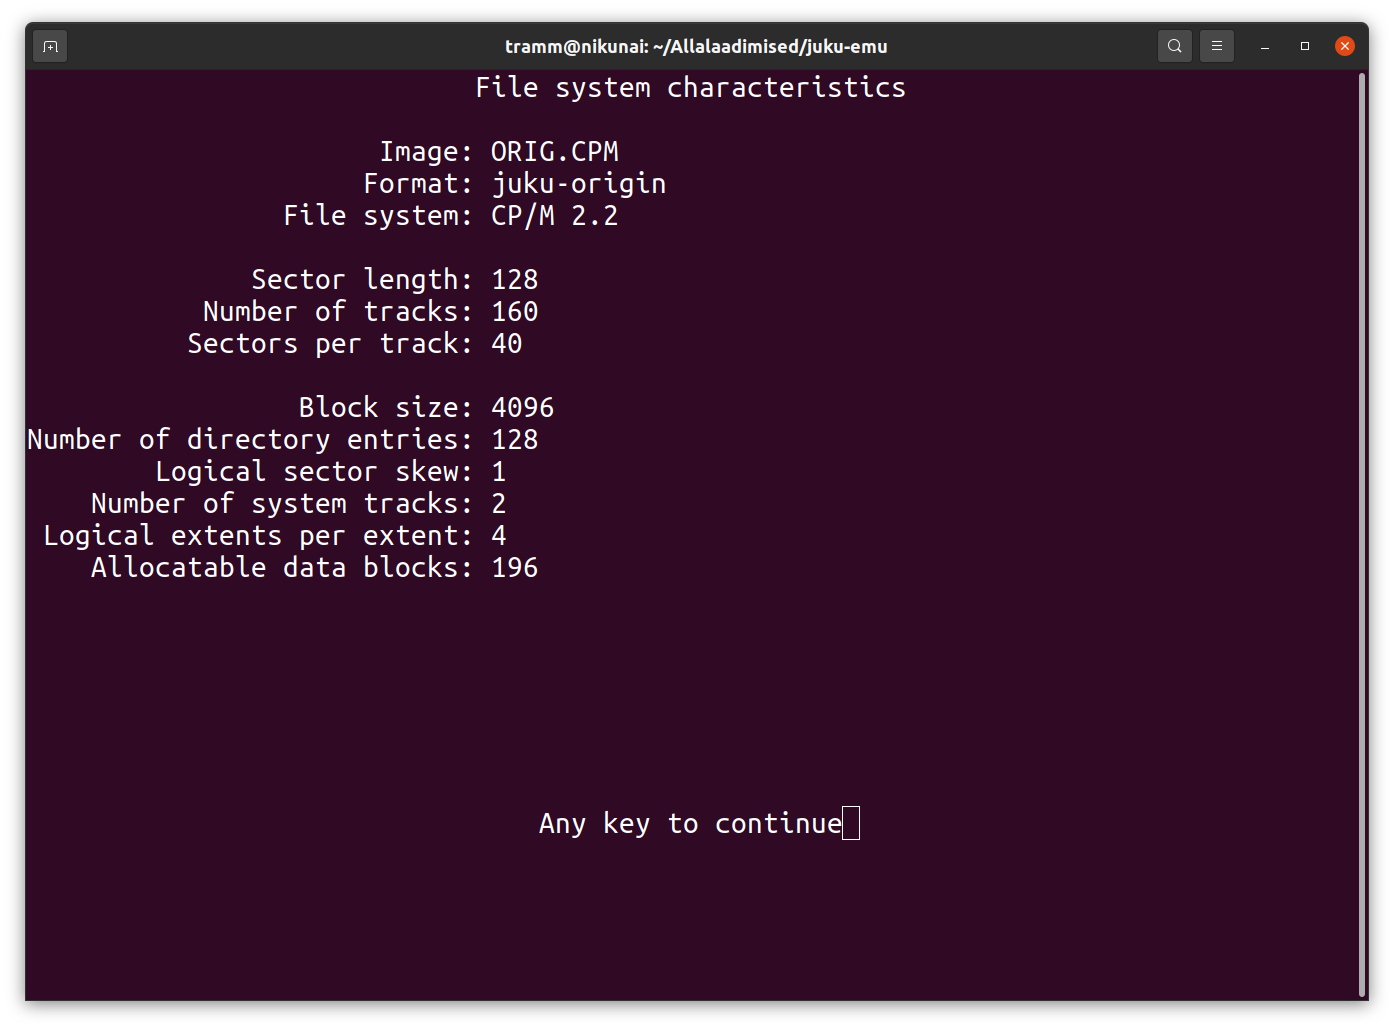 tramm@nikunai: ~/Allalaadimised/juku-emu
File system characteristics
Image: ORIG.CPM
Format: juku-origin
File system: CP/M 2.2
Sector length: 128
Number of tracks: 160
Sectors per track: 40
Block size: 4096
Number of directory entries: 128
Logical sector skew: 1
Number of system tracks: 2
Logical extents per extent: 4
Allocatable data blocks: 196
Any key to continue